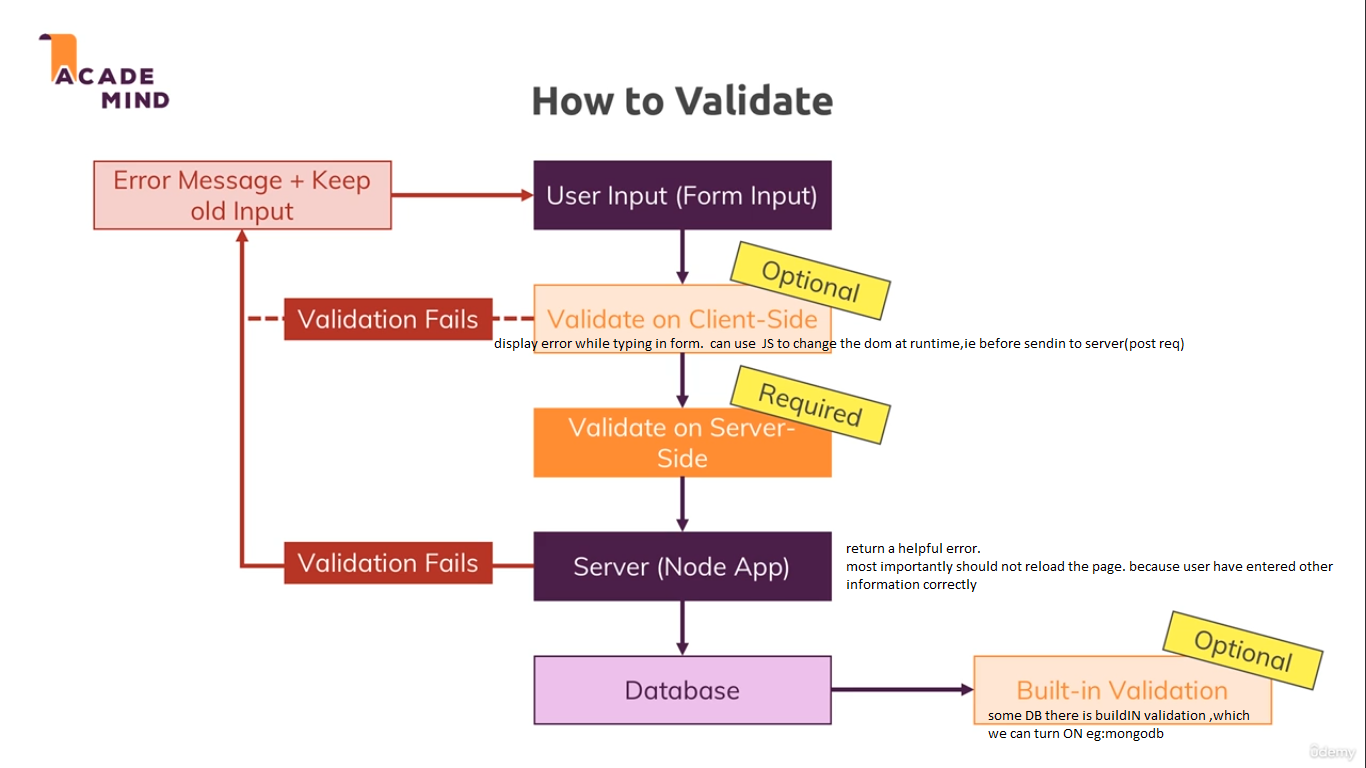 ACADE
MIND
How to Validate
Error Message + Keep
old Input
User Input (Form Input)
Optional
Validation Fails
Validate on Client-Side
display error while typing in form. can use JS to change the dom at runtime,ie before sendin to server(post req)
Required
Validate on Server-
Side
Validation Fails
Server (Node App)
return a helpful error.
most importantly should not reload the page. because user have entered other
information correctly
Optional
Database
Built-in Validation
some DB there is buildIN validation ,which
we can turn ON eg:mongodb
ûdemy